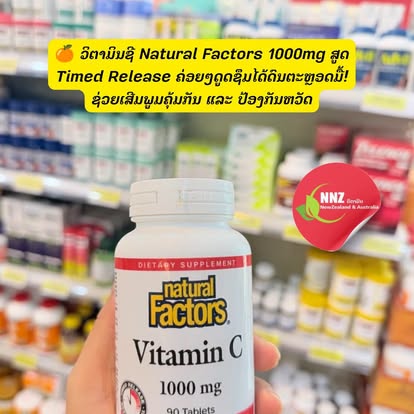 🍊 ວິຕາມິນຊີ Natural Factors 1000mg ສູດ
Timed Release ຄ່ອຍໆດູດຊຶມໄດ້ດົນຕະຫຼອດມື້!
ຊ່ວຍເສີມພູມຄຸ້ມກັນ ແລະ ປ້ອງກັນຫວັດ
NNZ
NewZealand & Australia
DIETARY SUPPLEMENT
natural
Factors
Vitamin C
1000 mg
90 Tablets